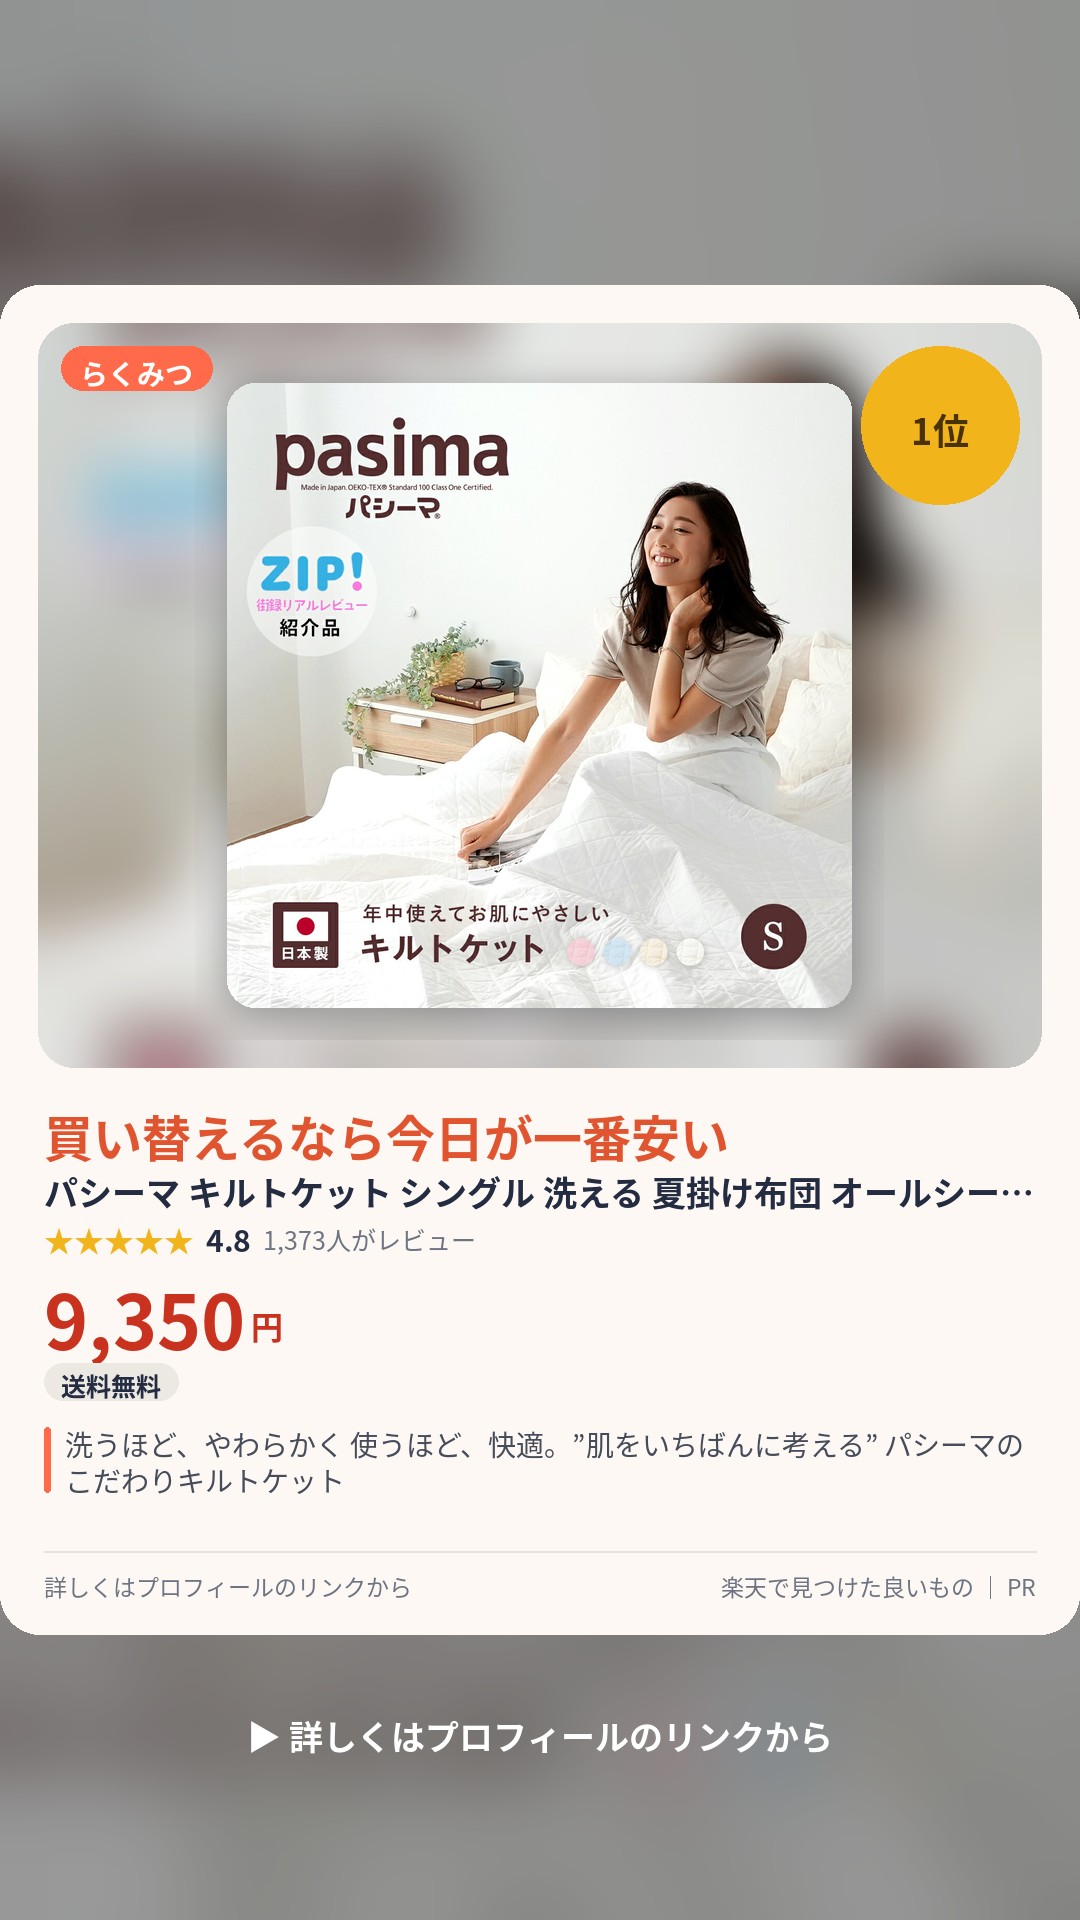 らくみつ
1位
pasima
Made in Japan. OEKO-TEX® Standard 100 Class One Certified.
パシーマ®
ZIP!
街録リアルレビュー
紹介品
年中使えてお肌にやさしい
キルトケット
日本製
S
買い替えるなら今日が一番安い
パシーマ キルトケット シングル 洗える 夏掛け布団 オールシー…
★★★★★ 4.8 1,373人がレビュー
9,350円
送料無料
洗うほど、やわらかく 使うほど、快適。”肌をいちばんに考える” パシーマの
こだわりキルトケット
詳しくはプロフィールのリンクから
楽天で見つけた良いもの ｜ PR
▶ 詳しくはプロフィールのリンクから